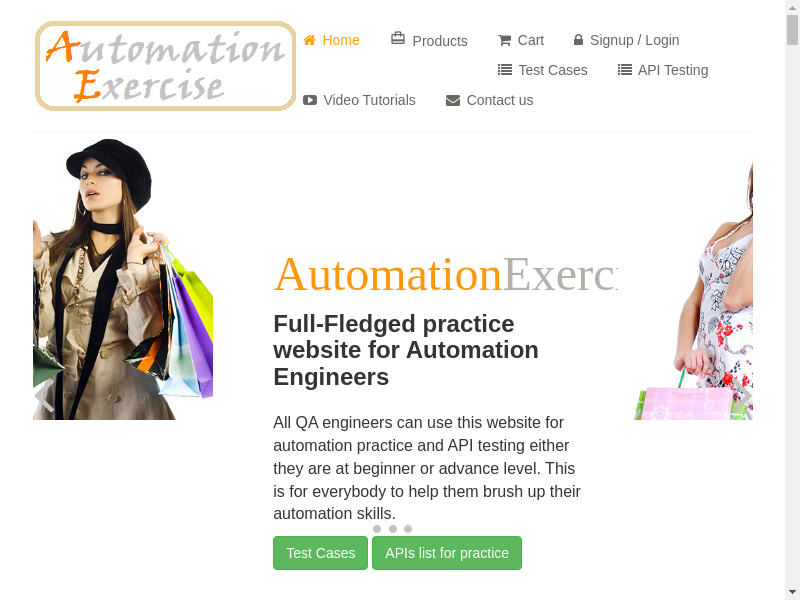 Automation
Exercise
Home
Products
Cart
Signup / Login
Test Cases
API Testing
Video Tutorials
Contact us
AutomationExerci
Full-Fledged practice
website for Automation
Engineers
All QA engineers can use this website for
automation practice and API testing either
they are at beginner or advance level. This
is for everybody to help them brush up their
automation skills.
Test Cases
APIs list for practice